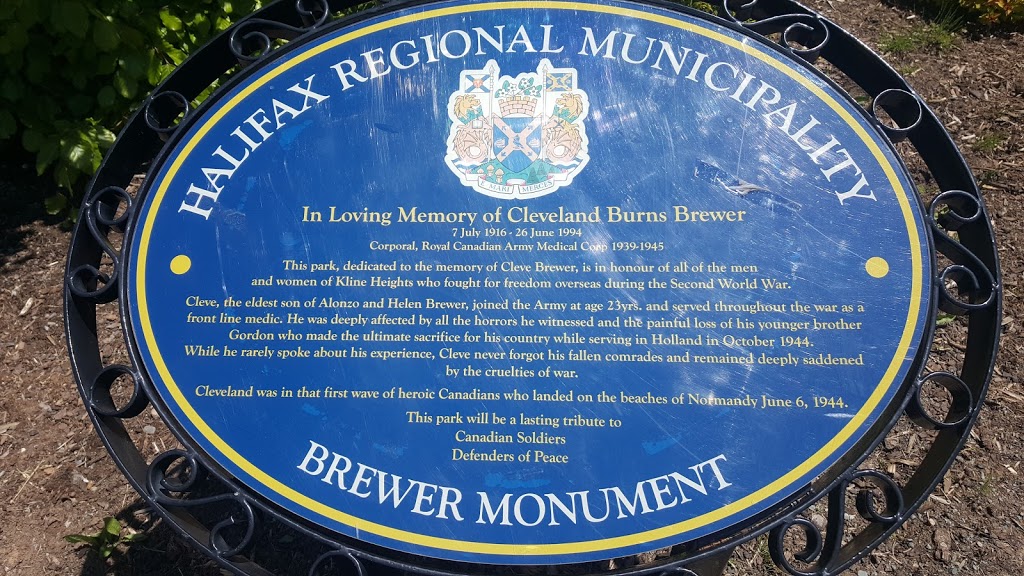 HALIFAX REGIONAL MUNICIPALITY
E MARI MERCES
In Loving Memory of Cleveland Burns Brewer
7 July 1916 - 26 June 1994
Corporal, Royal Canadian Army Medical Corp 1939-1945
This park, dedicated to the memory of Cleve Brewer, is in honour of all of the men
and women of Kline Heights who fought for freedom overseas during the Second World War.
Cleve, the eldest son of Alonzo and Helen Brewer, joined the Army at age 23yrs. and served throughout the war as a
front line medic. He was deeply affected by all the horrors he witnessed and the painful loss of his younger brother
Gordon who made the ultimate sacrifice for his country while serving in Holland in October 1944.
While he rarely spoke about his experience, Cleve never forgot his fallen comrades and remained deeply saddened
by the cruelties of war.
Cleveland was in that first wave of heroic Canadians who landed on the beaches of Normandy June 6, 1944.
This park will be a lasting tribute to
Canadian Soldiers
Defenders of Peace
BREWER MONUMENT